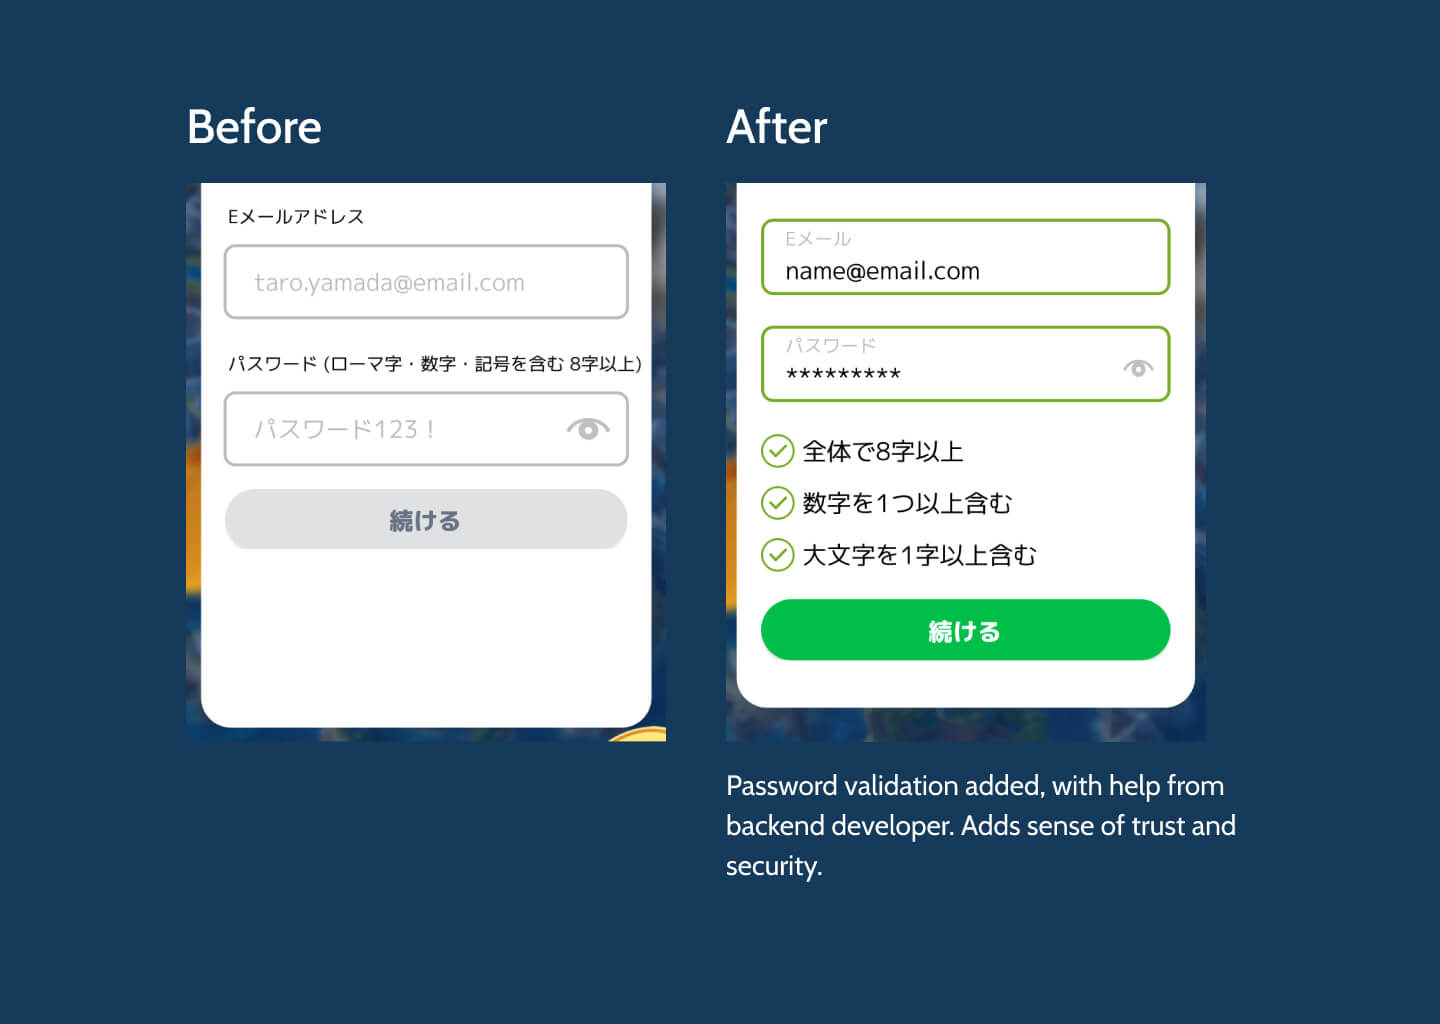 Before
Eメールアドレス
taro.yamada@email.com
パスワード (ローマ字・数字・記号を含む 8字以上)
パスワード123！
続ける
After
Eメール
name@email.com
パスワード
*********
全体で8字以上
数字を1つ以上含む
大文字を1字以上含む
続ける
Password validation added, with help from
backend developer. Adds sense of trust and
security.